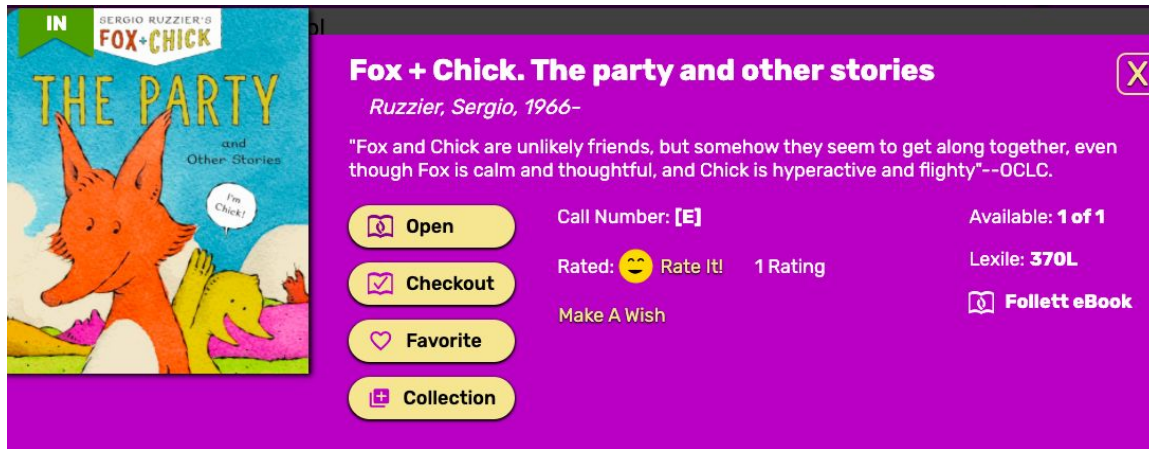 IN
SERGIO RUZZIER'S
FOX+CHICK
THE PARTY
and
Other Stories
I'm
Chick!
ol
Fox + Chick. The party and other stories
X
Ruzzier, Sergio, 1966-
"Fox and Chick are unlikely friends, but somehow they seem to get along together, even
though Fox is calm and thoughtful, and Chick is hyperactive and flighty"--OCLC.
Open
Checkout
Favorite
Collection
Call Number: [E]
Rated: Rate It! 1 Rating
Make A Wish
Available: 1 of 1
Lexile: 370L
Follett eBook